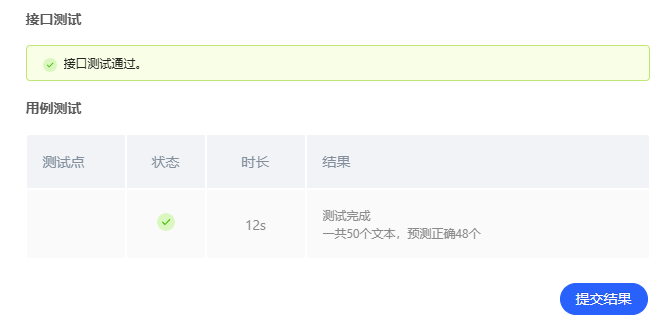 接口测试
接口测试通过。
用例测试
测试点 状态 时长 结果
12s
测试完成
一共50个文本，预测正确48个
提交结果